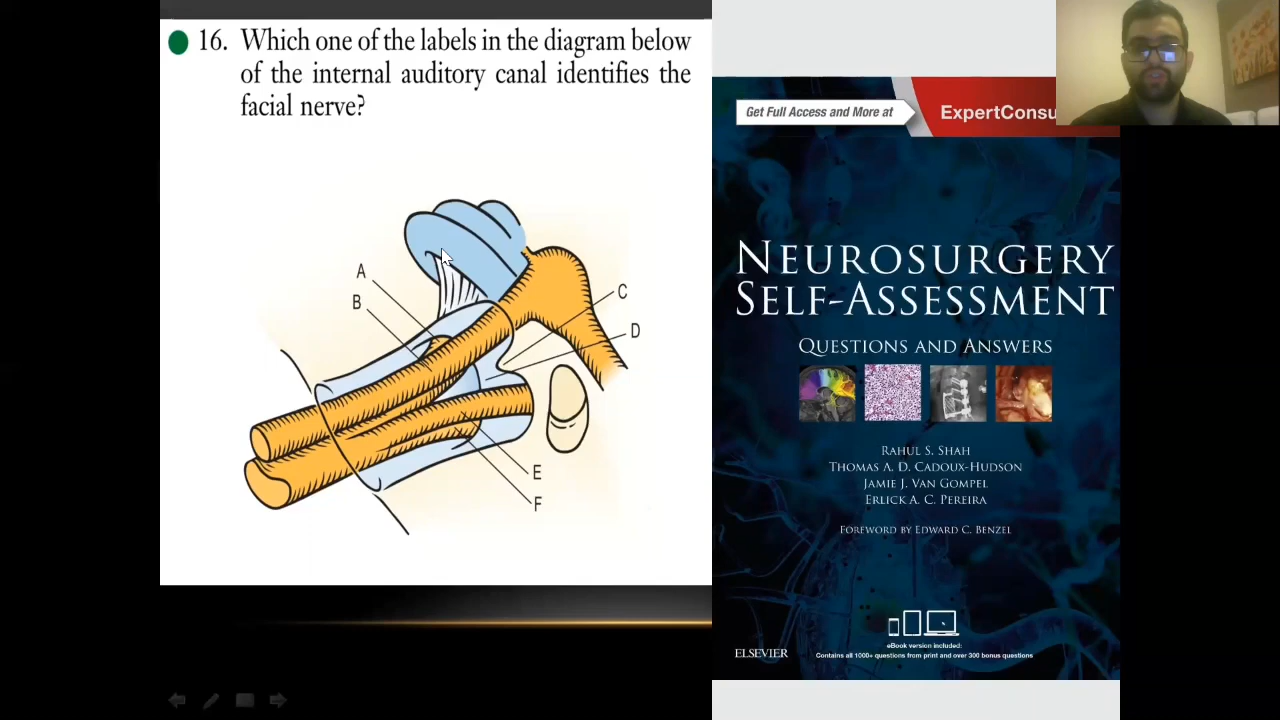 16. Which one of the labels in the diagram below
of the internal auditory canal identifies the
facial nerve?
A
B
C
D
E
F
Get Full Access and More at
ExpertConsu
NEUROSURGERY
SELF-ASSESSMENT
QUESTIONS AND ANSWERS
RAHUL S. SHAH
THOMAS A. D. CADOUX-HUDSON
JAMIE J. VAN GOMPEL
ERLICK A. C. PEREIRA
FOREWORD BY EDWARD C. BENZEL
ELSEVIER
eBook version included:
Contains all 1000+ questions from print and over 300 bonus questions